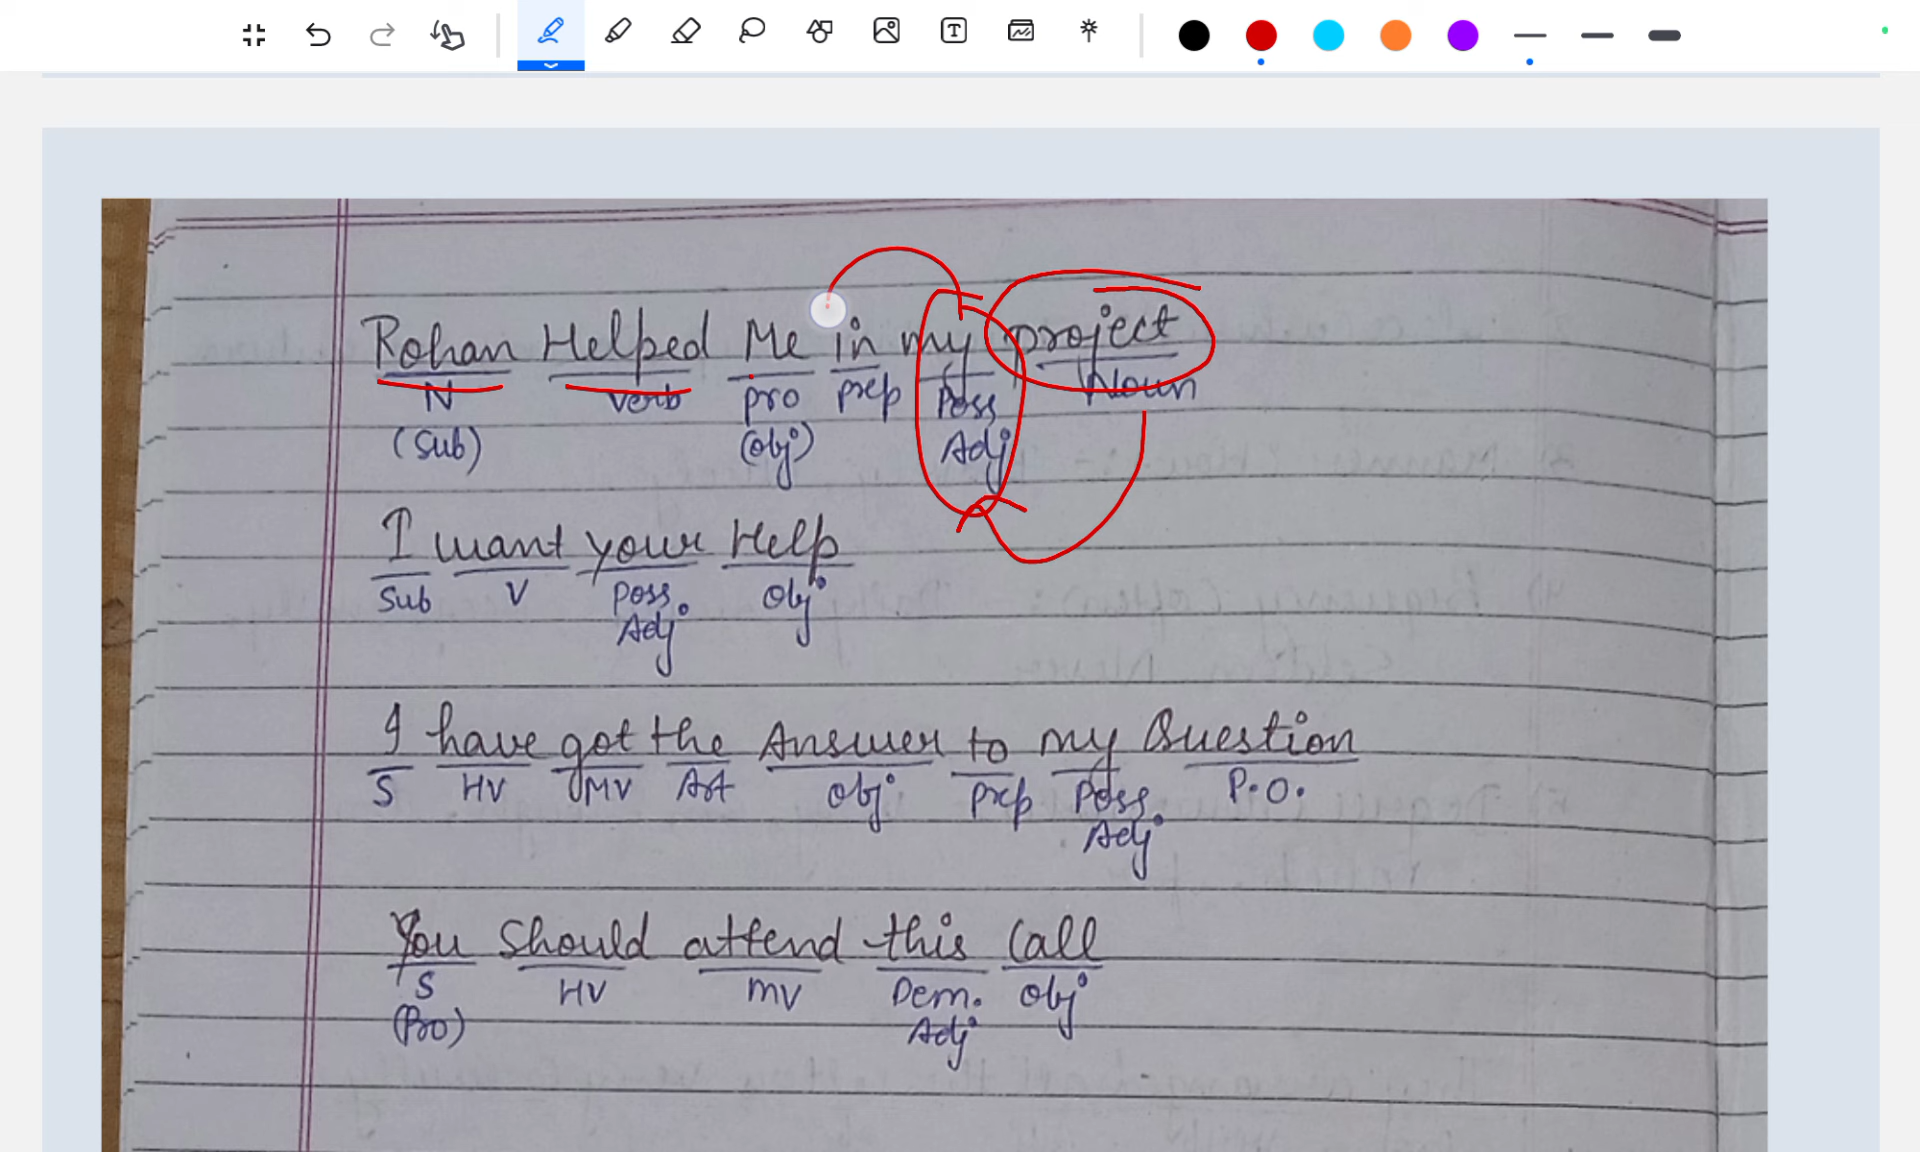 Rohan Helped Me in my project
N verb pro prep Poss Noun
(Sub) (obj) Adj
I want your Help
Sub V Poss. Obj
Adj
I have got the Answer to my Question
S HV MV Art obj prep Poss P.O.
Adj
You Should attend this Call
S HV MV Dem. Obj
(Pro) Adj